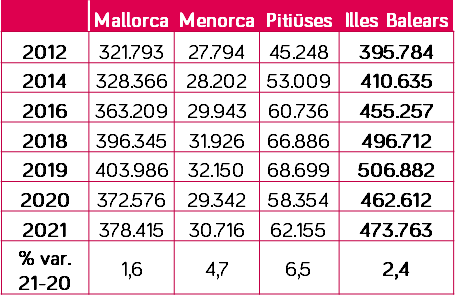 Mallorca Menorca Pitiüses Illes Balears
2012 321.793 27.794 45.248 395.784
2014 328.366 28.202 53.009 410.635
2016 363.209 29.943 60.736 455.257
2018 396.345 31.926 66.886 496.712
2019 403.986 32.150 68.699 506.882
2020 372.576 29.342 58.354 462.612
2021 378.415 30.716 62.155 473.763
% var.
21-20 1,6 4,7 6,5 2,4